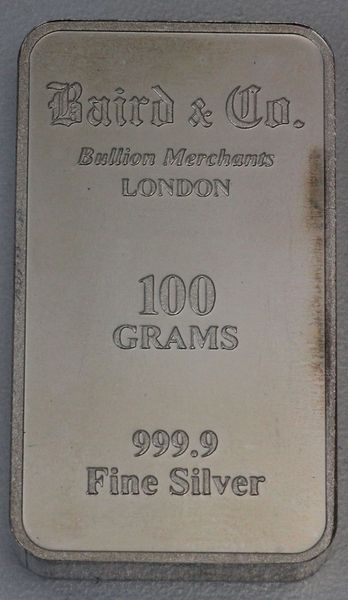 Baird & Co.
Bullion Merchants
LONDON
100
GRAMS
999.9
Fine Silver